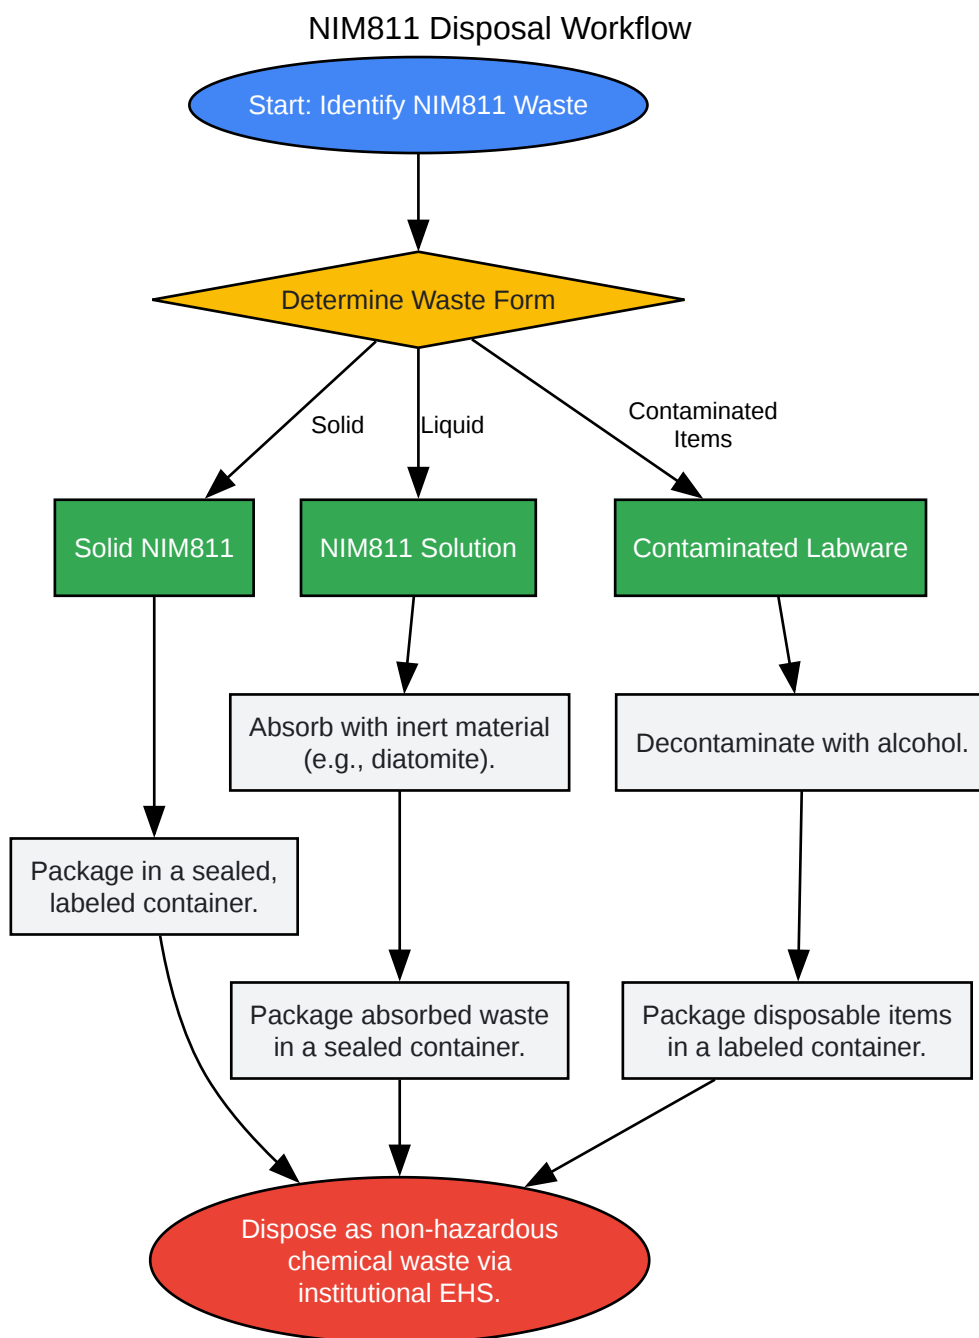 NIM811 Disposal Workflow
Start: Identify NIM811 Waste
Determine Waste Form
Solid
Liquid
Contaminated
Items
Solid NIM811
NIM811 Solution
Contaminated Labware
Absorb with inert material
(e.g., diatomite).
Decontaminate with alcohol.
Package in a sealed,
labeled container.
Package absorbed waste
in a sealed container.
Package disposable items
in a labeled container.
Dispose as non-hazardous
chemical waste via
institutional EHS.